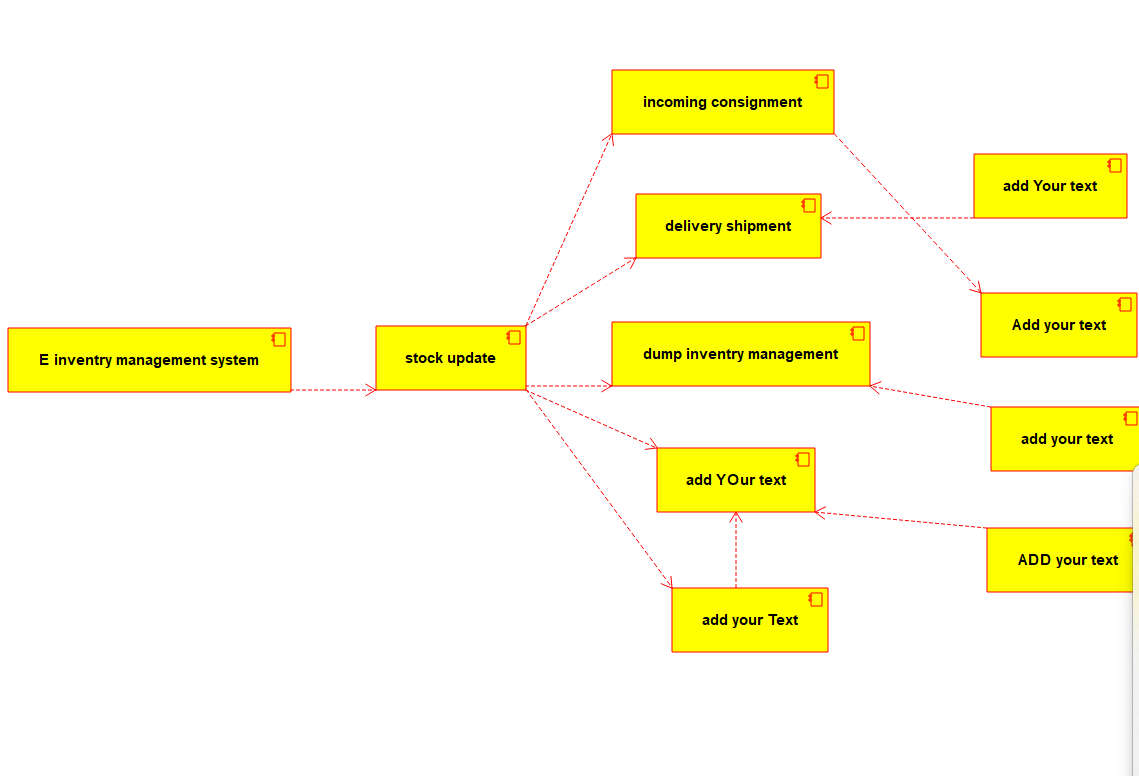 incoming consignment
add Your text
delivery shipment
Add your text
E inventry management system
stock update
dump inventry management
add your text
add YOur text
ADD your text
add your Text